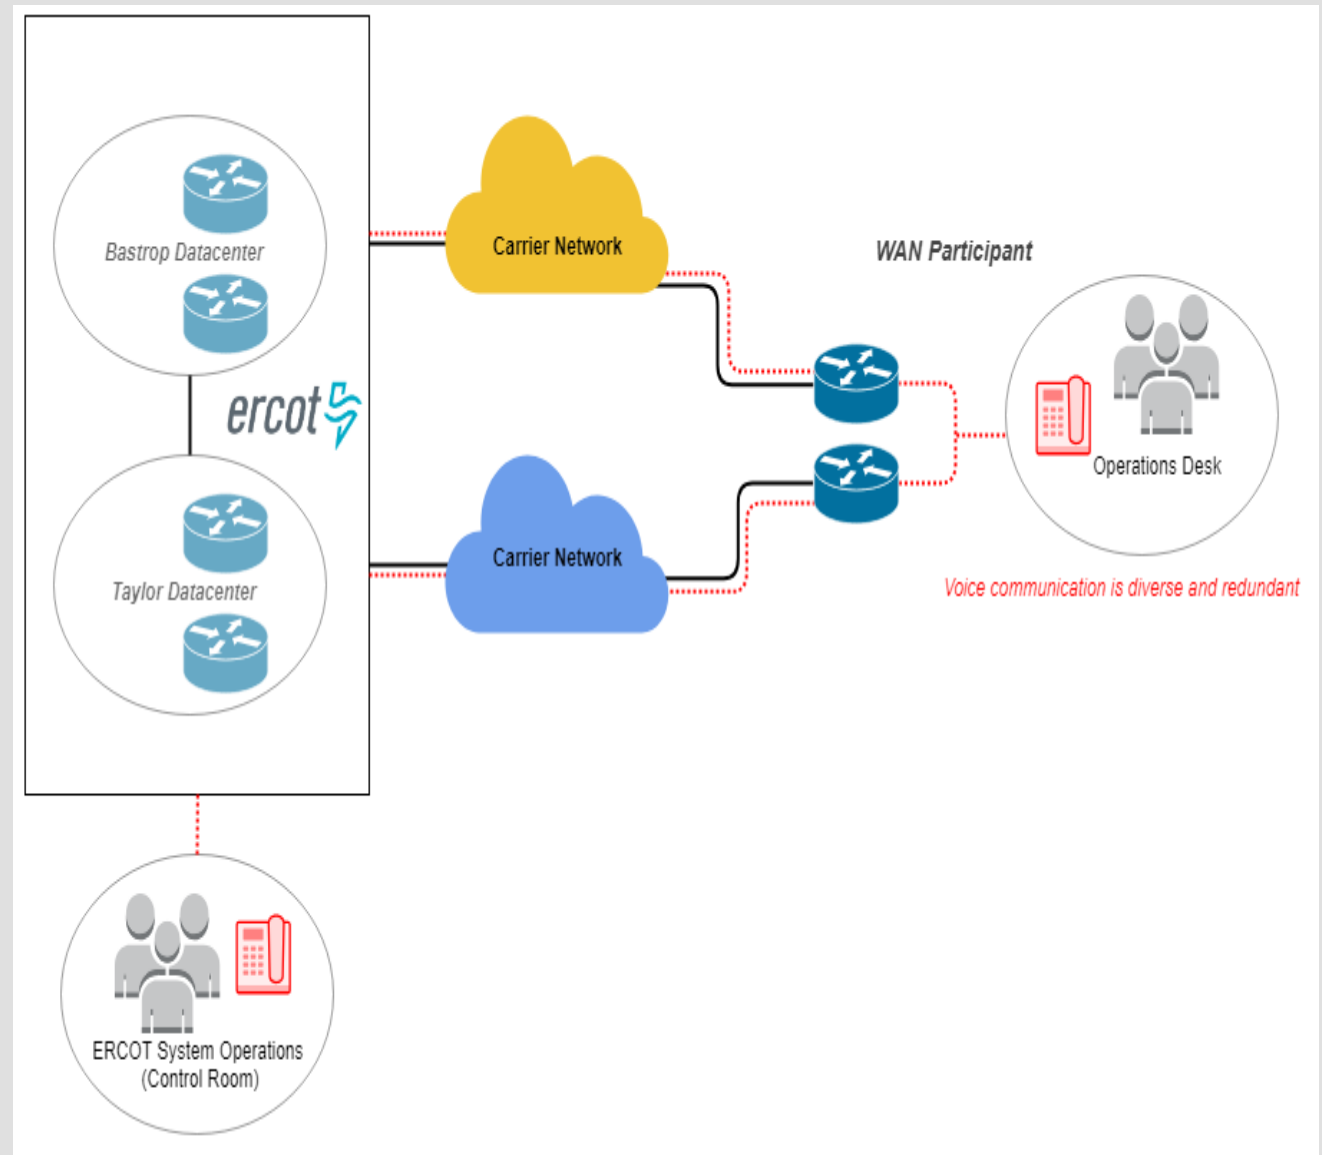 Bastrop Datacenter
Carrier Network
WAN Participant
ercot
Operations Desk
Carrier Network
Taylor Datacenter
Voice communication is diverse and redundant
ERCOT System Operations
(Control Room)